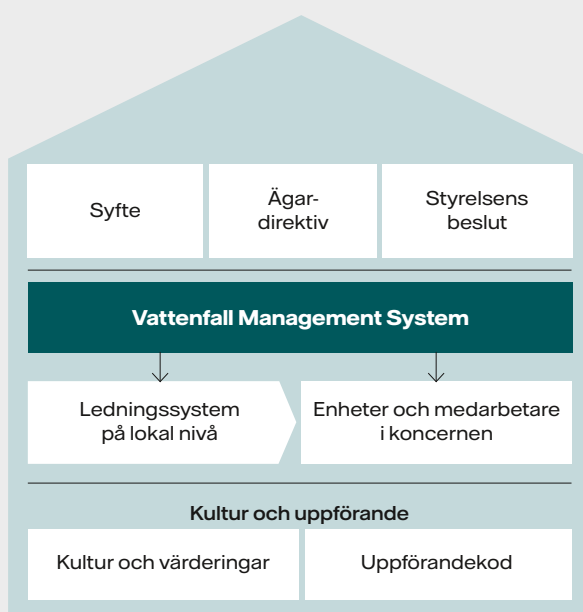 Syfte
Ägar-
direktiv
Styrelsens
beslut
Vattenfall Management System
Ledningssystem
på lokal nivå
Enheter och medarbetare
i koncernen
Kultur och uppförande
Kultur och värderingar
Uppförandekod